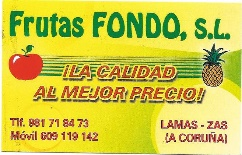 Frutas FONDO, S.L.
¡LA CALIDAD
AL MEJOR PRECIO!
Tlf. 981 71 84 73
Móvil 609 119 142
LAMAS - ZAS
(A CORUÑA)